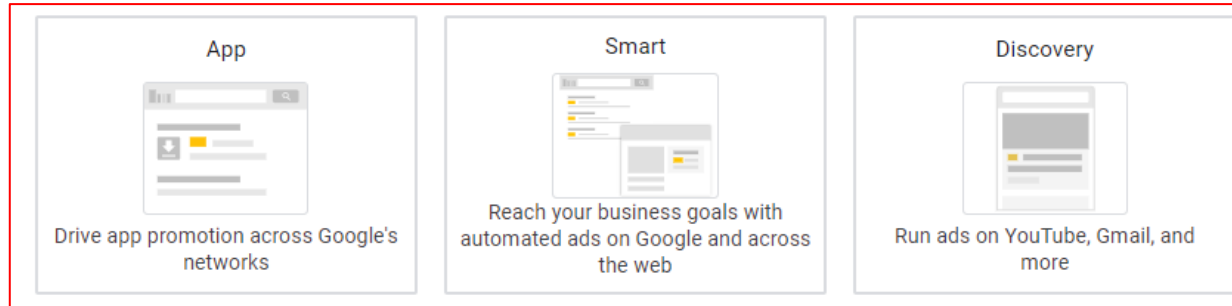 App
Drive app promotion across Google's
networks
Smart
Reach your business goals with
automated ads on Google and across
the web
Discovery
Run ads on YouTube, Gmail, and
more